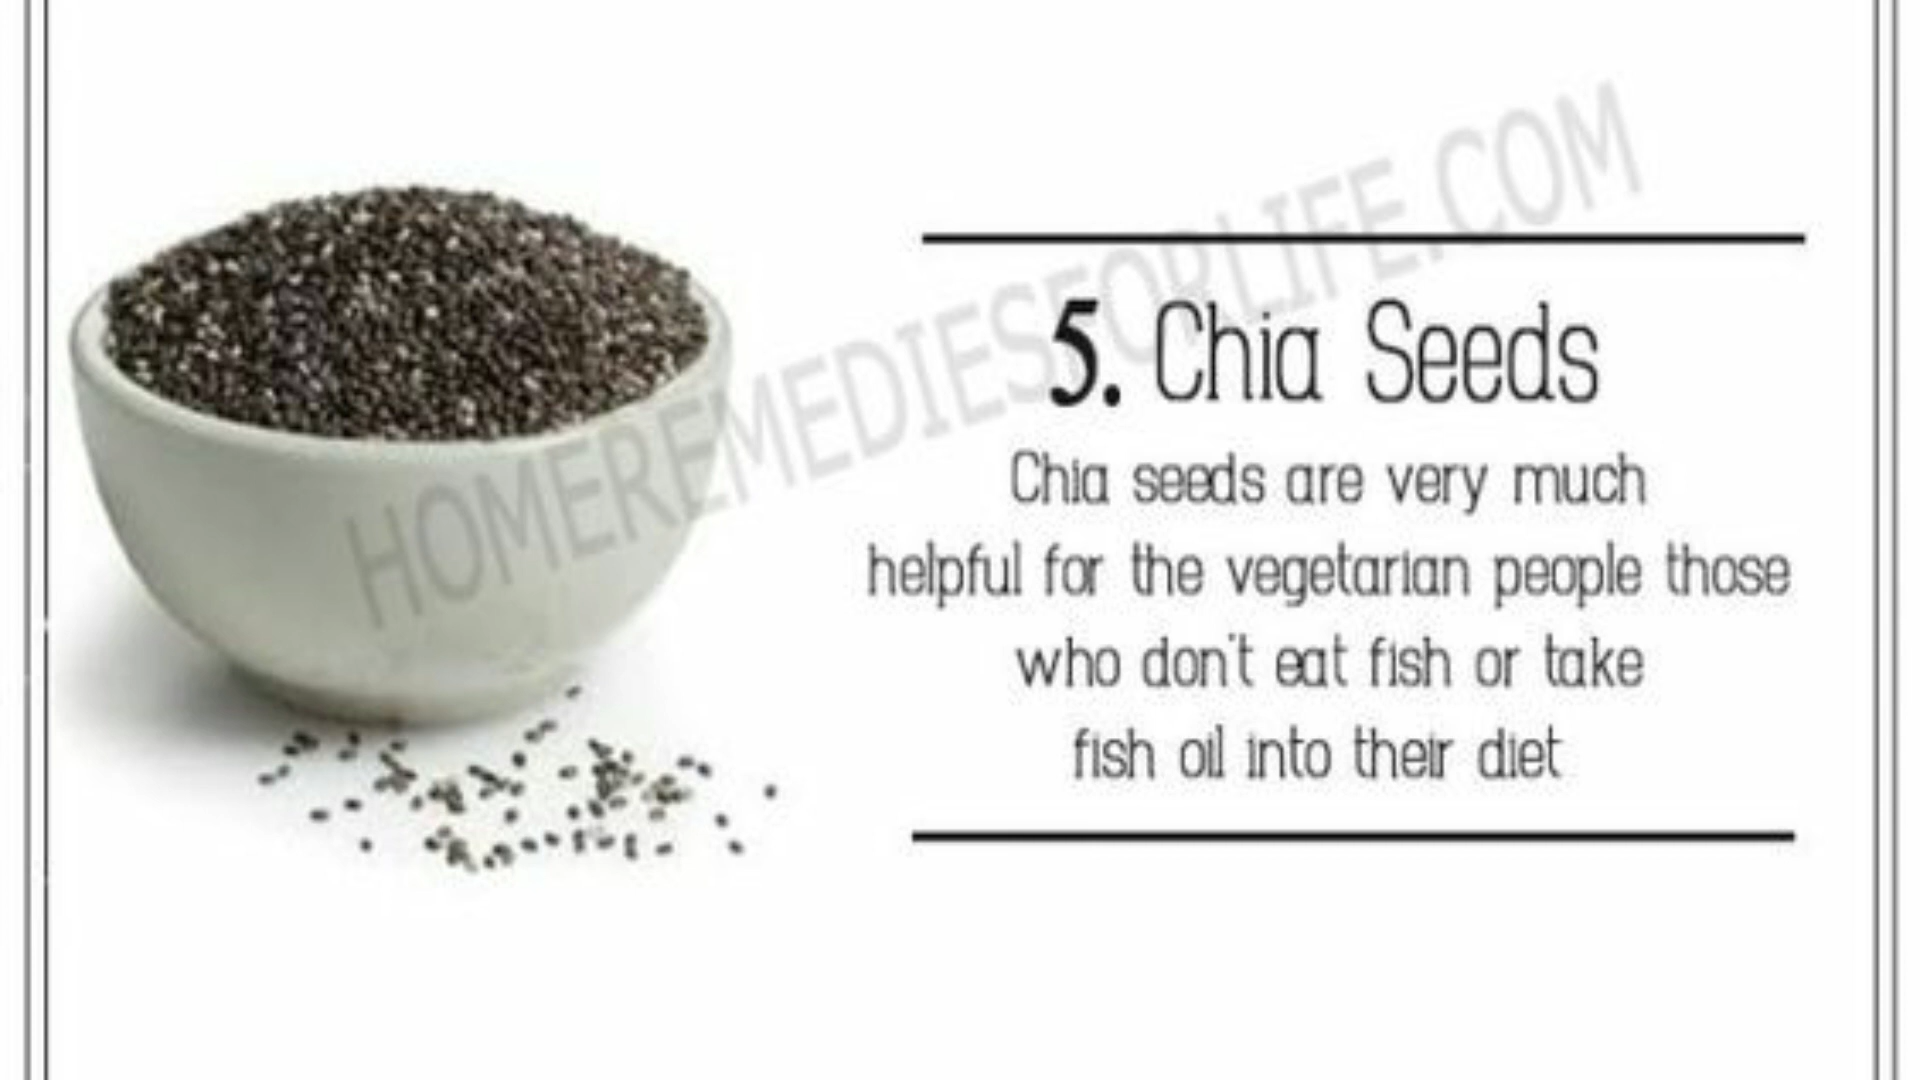 HOMEREMEDIESFORLIFE.COM
5. Chia Seeds
Chia seeds are very much
helpful for the vegetarian people those
who don't eat fish or take
fish oil into their diet